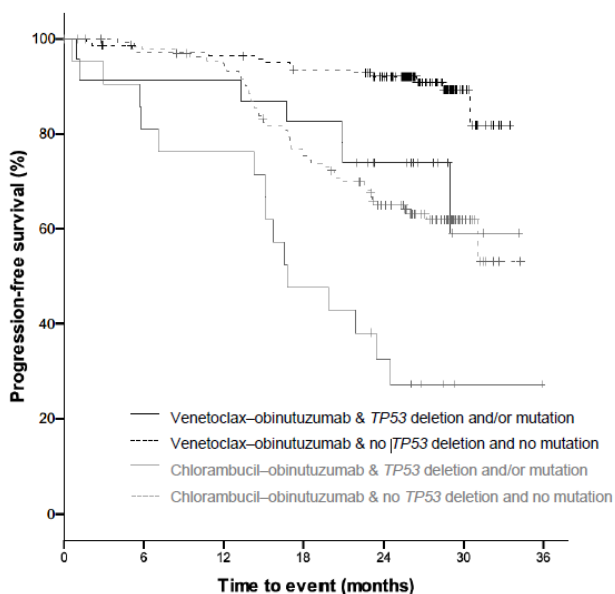 100
80
60
40
20
0
Progression-free survival (%)
Venetoclax–obinutuzumab & TP53 deletion and/or mutation
Venetoclax–obinutuzumab & no TP53 deletion and no mutation
Chlorambucil–obinutuzumab & TP53 deletion and/or mutation
Chlorambucil–obinutuzumab & no TP53 deletion and no mutation
0 6 12 18 24 30 36
Time to event (months)